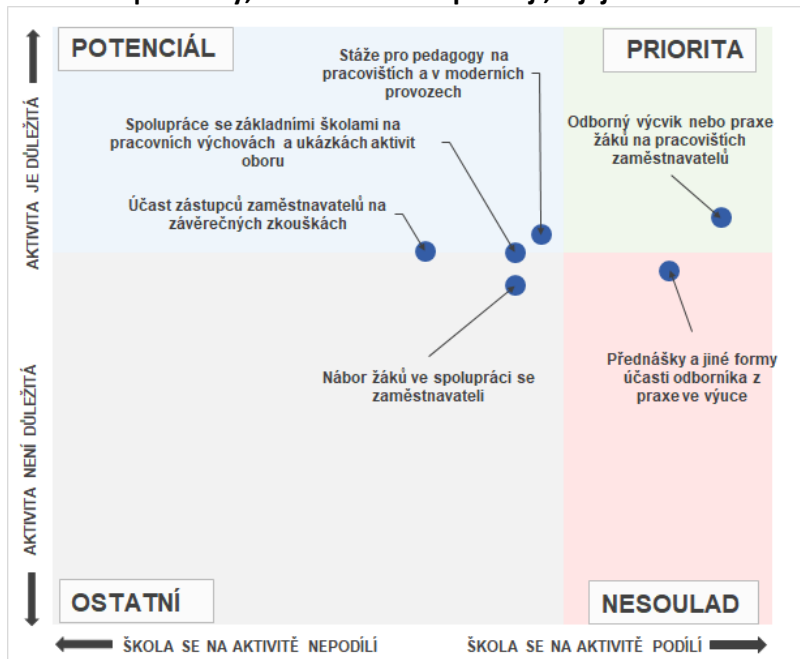 POTENCIÁL
PRIORITA
Stáže pro pedagogy na
pracovištích a v moderních
provozech
Spolupráce se základními školami na
pracovních výchovách a ukázkách aktivit
oboru
Účast zástupců zaměstnavatelů na
závěrečných zkouškách
Odborný výcvik nebo praxe
žáků na pracovištích
zaměstnavatelů
Nábor žáků ve spolupráci se
zaměstnavateli
Přednášky a jiné formy
účasti odborníka z
praxe ve výuce
AKTIVITA JE DŮLEŽITÁ
AKTIVITA NENÍ DŮLEŽITÁ
OSTATNÍ
NESOULAD
ŠKOLA SE NA AKTIVITĚ NEPODÍLÍ
ŠKOLA SE NA AKTIVITĚ PODÍLÍ